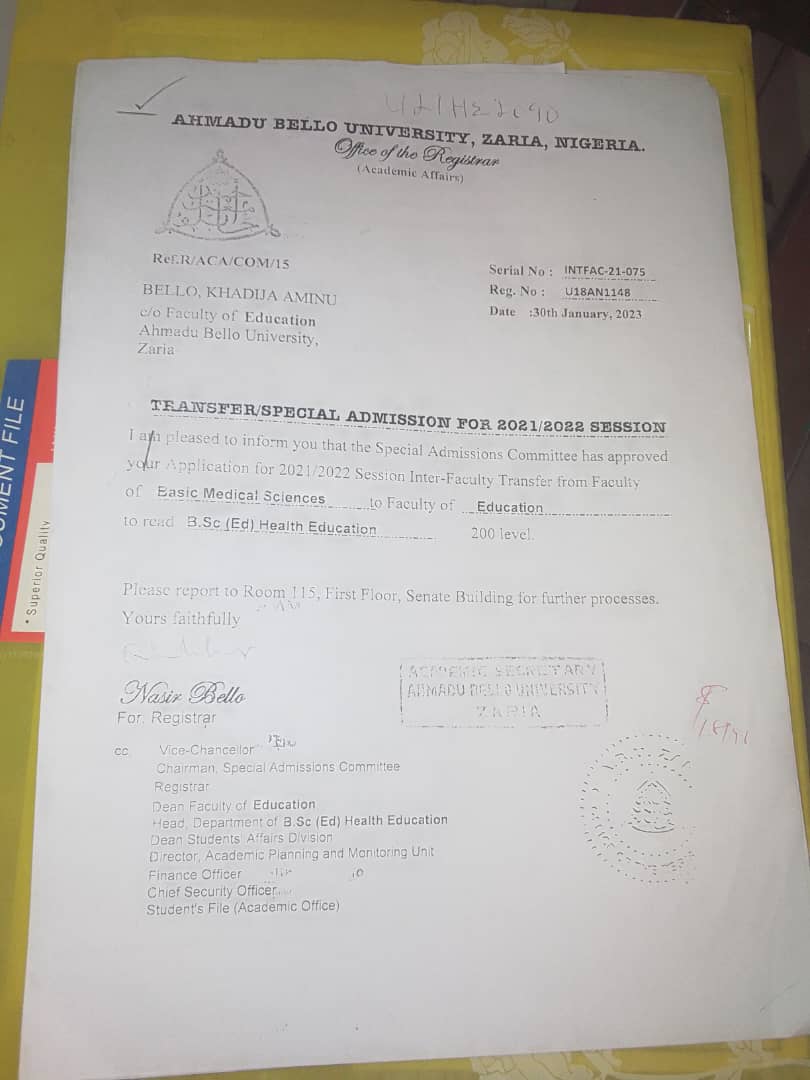 U21HE2090
AHMADU BELLO UNIVERSITY, ZARIA, NIGERIA.
Office of the Registrar
(Academic Affairs)
Ref.R/ACA/COM/15
Serial No : INTFAC-21-075
Reg. No : U18AN1148
Date :30th January, 2023
BELLO, KHADIJA AMINU
c/o Faculty of Education
Ahmadu Bello University,
Zaria
TRANSFER/SPECIAL ADMISSION FOR 2021/2022 SESSION
I am pleased to inform you that the Special Admissions Committee has approved
your Application for 2021/2022 Session Inter-Faculty Transfer from Faculty
of Basic Medical Sciences to Faculty of Education
to read B.Sc (Ed) Health Education 200 level.
Please report to Room 115, First Floor, Senate Building for further processes.
Yours faithfully
Nasir Bello
For. Registrar
ACADEMIC SECRETARY
AHMADU BELLO UNIVERSITY
ZARIA
cc. Vice-Chancellor
Chairman, Special Admissions Committee
Registrar
Dean Faculty of Education
Head, Department of B.Sc (Ed) Health Education
Dean Students Affairs Division
Director, Academic Planning and Monitoring Unit
Finance Officer
Chief Security Officer
Student's File (Academic Office)
UMENT FILE
* Superior Quality